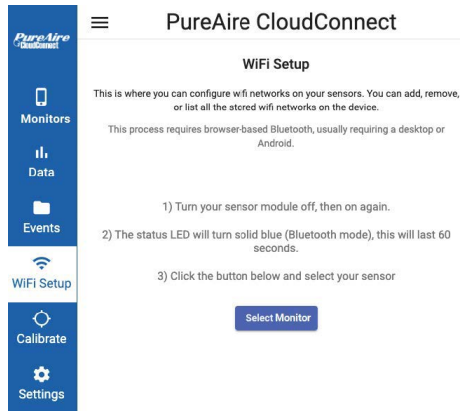 PureAire
CloudConnect
Monitors
Data
Events
WiFi Setup
Calibrate
Settings
PureAire CloudConnect
WiFi Setup
This is where you can configure wifi networks on your sensors. You can add, remove,
or list all the stored wifi networks on the device.
This process requires browser-based Bluetooth, usually requiring a desktop or
Android.
1) Turn your sensor module off, then on again.
2) The status LED will turn solid blue (Bluetooth mode), this will last 60
seconds.
3) Click the button below and select your sensor
Select Monitor